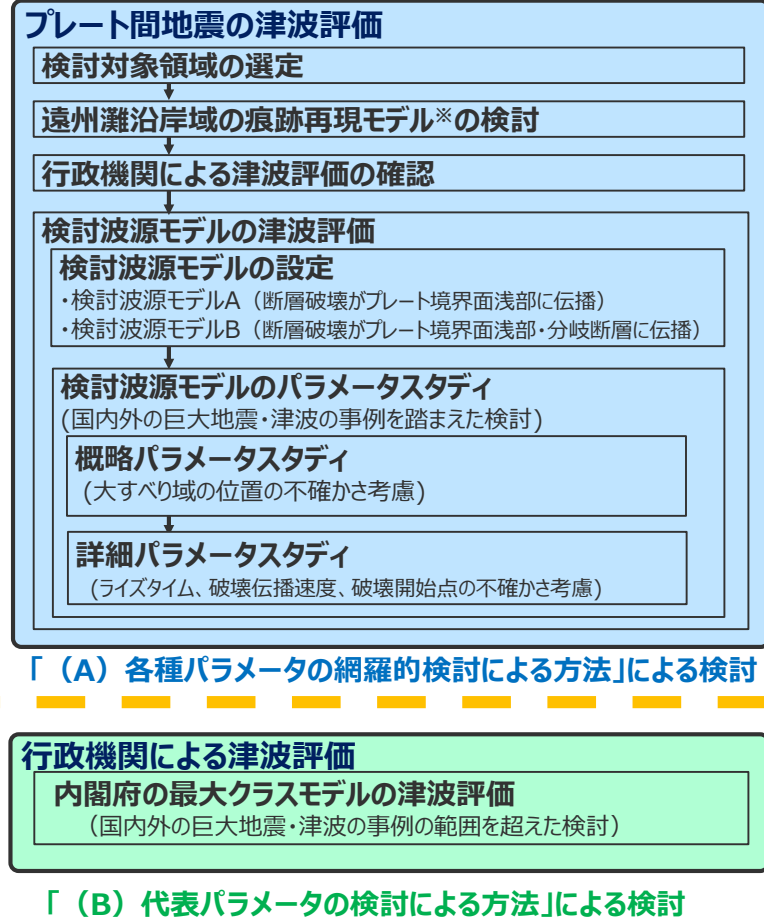 プレート間地震の津波評価
検討対象領域の選定
遠州灘沿岸域の痕跡再現モデル※の検討
行政機関による津波評価の確認
検討波源モデルの津波評価
検討波源モデルの設定
・検討波源モデルA（断層破壊がプレート境界面浅部に伝播）
・検討波源モデルB（断層破壊がプレート境界面浅部・分岐断層に伝播）
検討波源モデルのパラメータスタディ
(国内外の巨大地震・津波の事例を踏まえた検討)
概略パラメータスタディ
(大すべり域の位置の不確かさ考慮)
詳細パラメータスタディ
(ライズタイム、破壊伝播速度、破壊開始点の不確かさ考慮)
「（A）各種パラメータの網羅的検討による方法」による検討
行政機関による津波評価
内閣府の最大クラスモデルの津波評価
（国内外の巨大地震・津波の事例の範囲を超えた検討）
「（B）代表パラメータの検討による方法」による検討